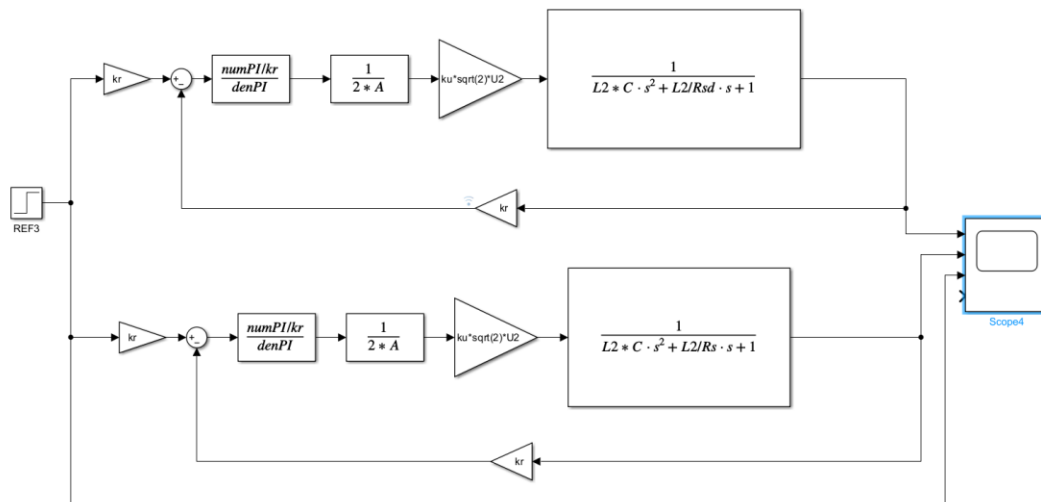 kr
+
-
numPI/kr
denPI
1
2 * A
ku*sqrt(2)*U2
1
L2 * C · s² + L2/Rsd · s + 1
kr
REF3
Scope4
kr
+
-
numPI/kr
denPI
1
2 * A
ku*sqrt(2)*U2
1
L2 * C · s² + L2/Rs · s + 1
kr